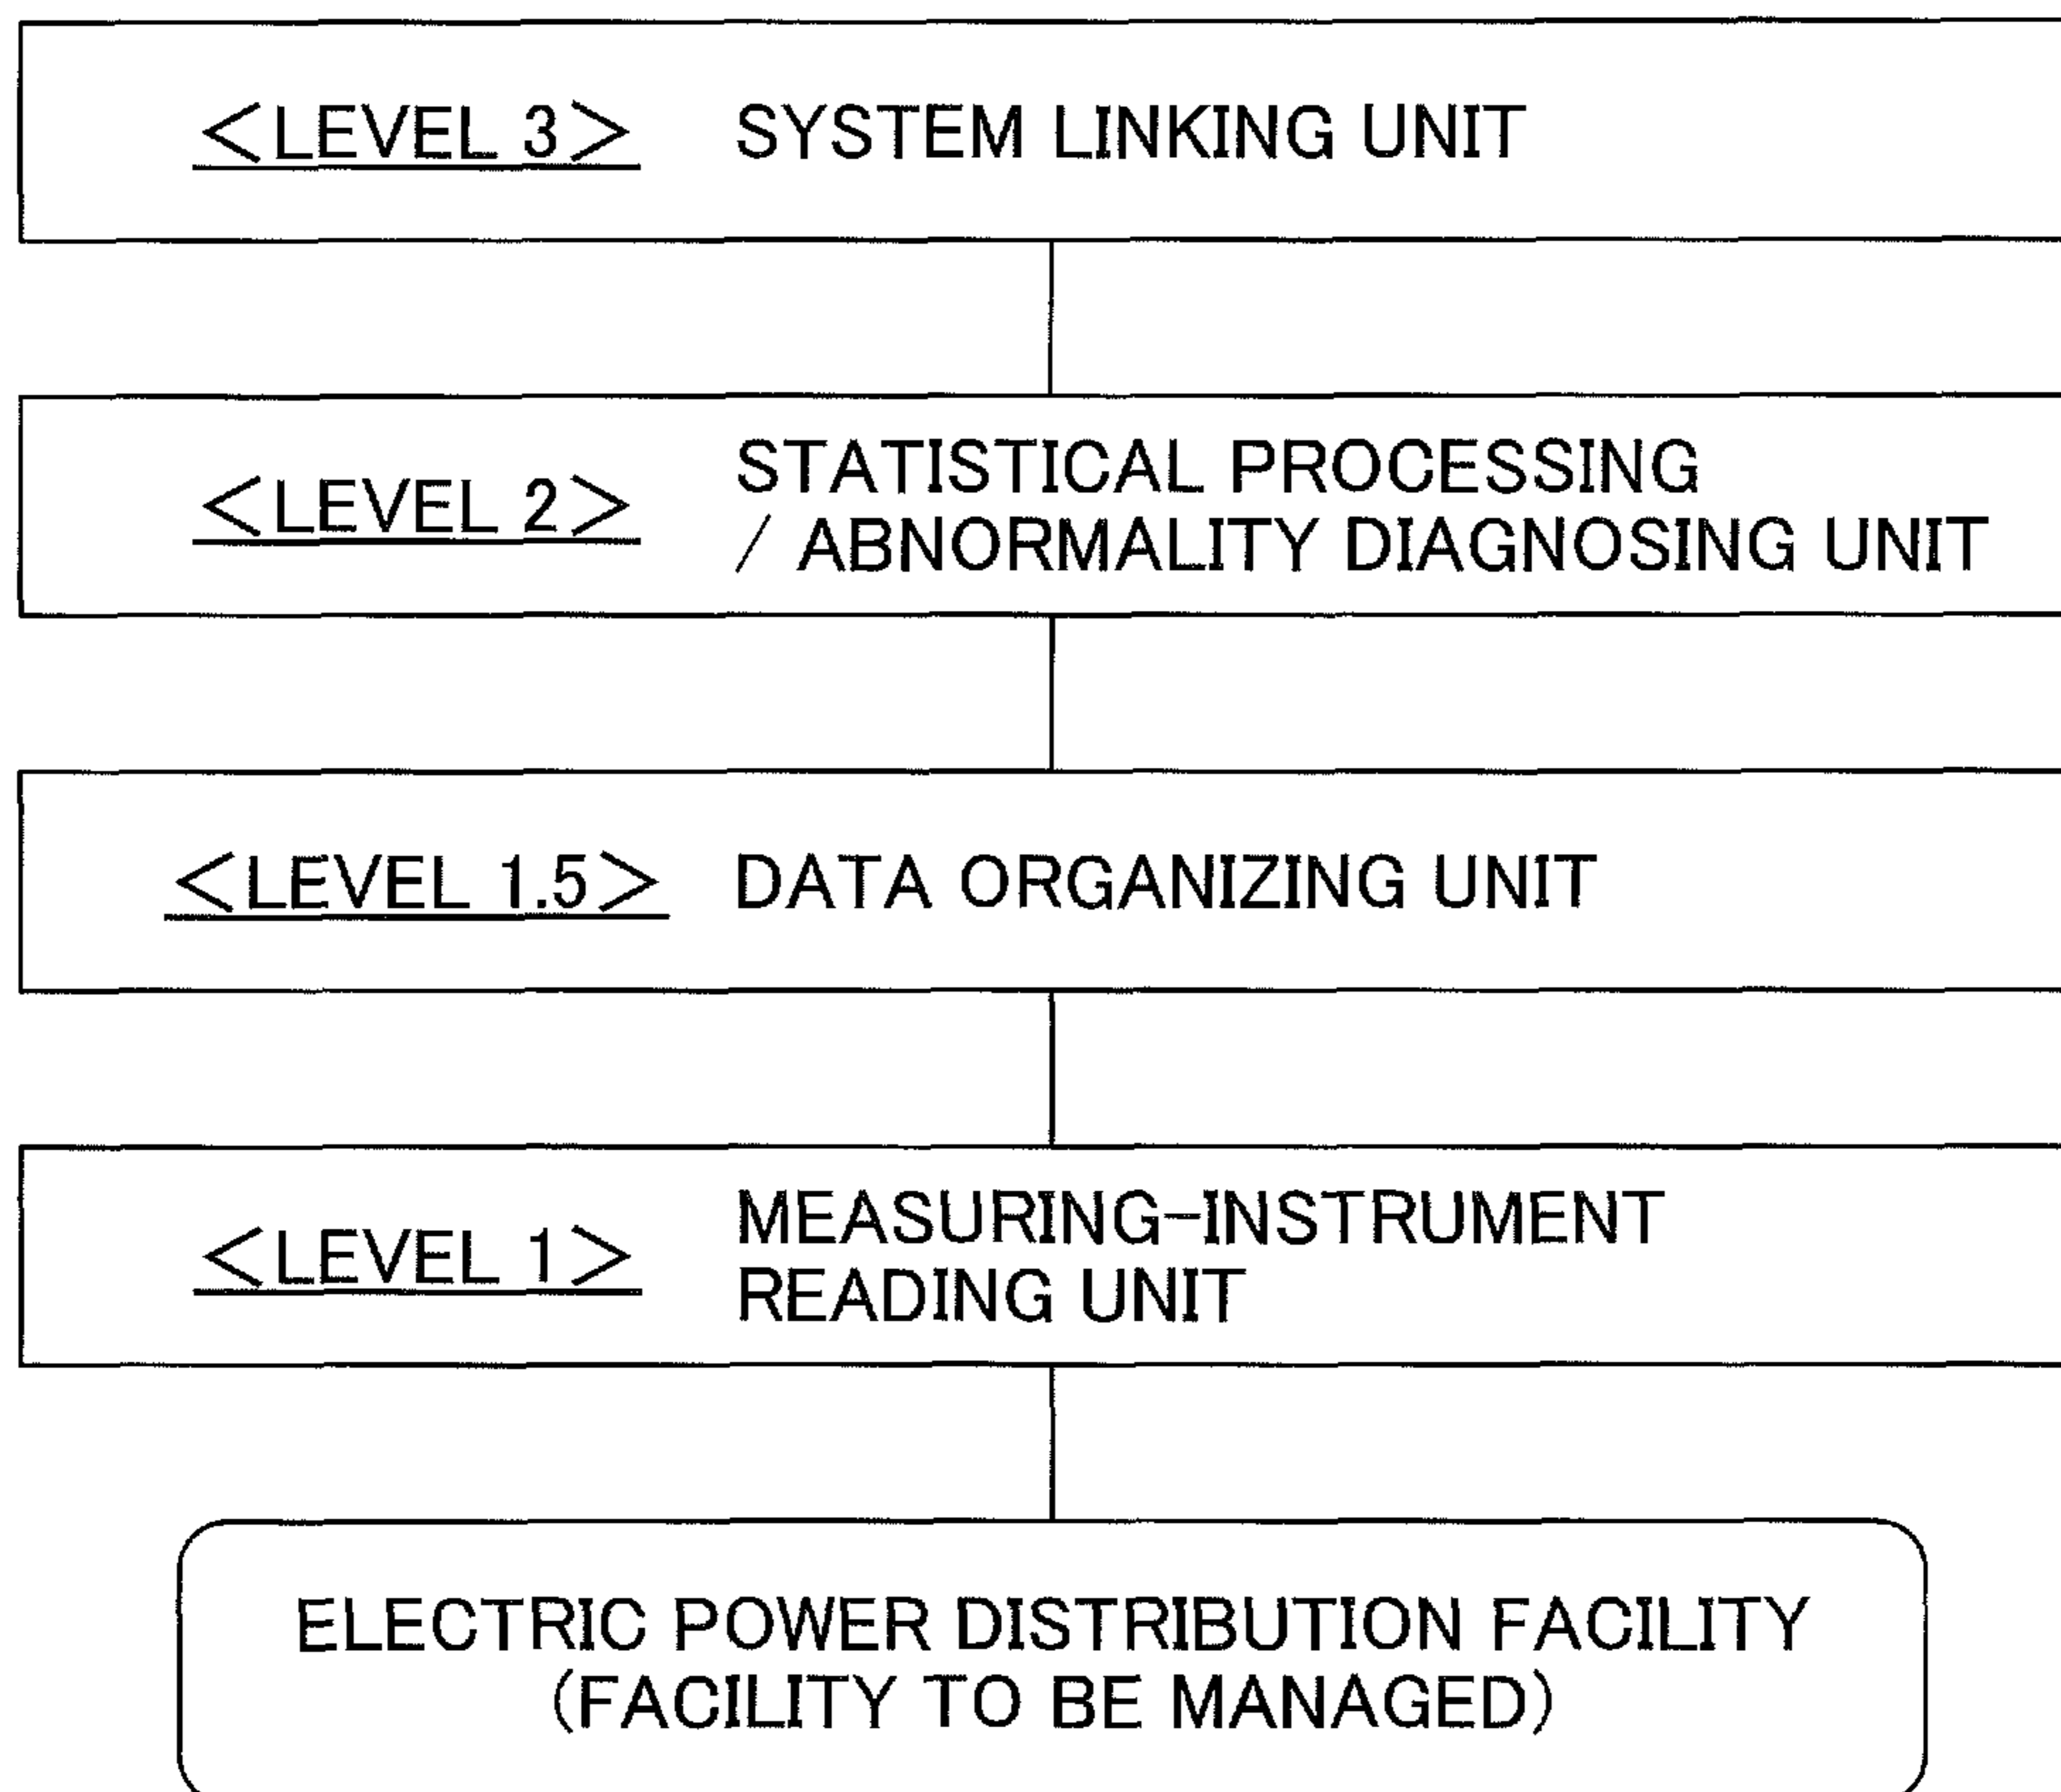 <LEVEL 3> SYSTEM LINKING UNIT
<LEVEL 2> STATISTICAL PROCESSING
/ ABNORMALITY DIAGNOSING UNIT
<LEVEL 1.5> DATA ORGANIZING UNIT
<LEVEL 1> MEASURING-INSTRUMENT
READING UNIT
ELECTRIC POWER DISTRIBUTION FACILITY
(FACILITY TO BE MANAGED)